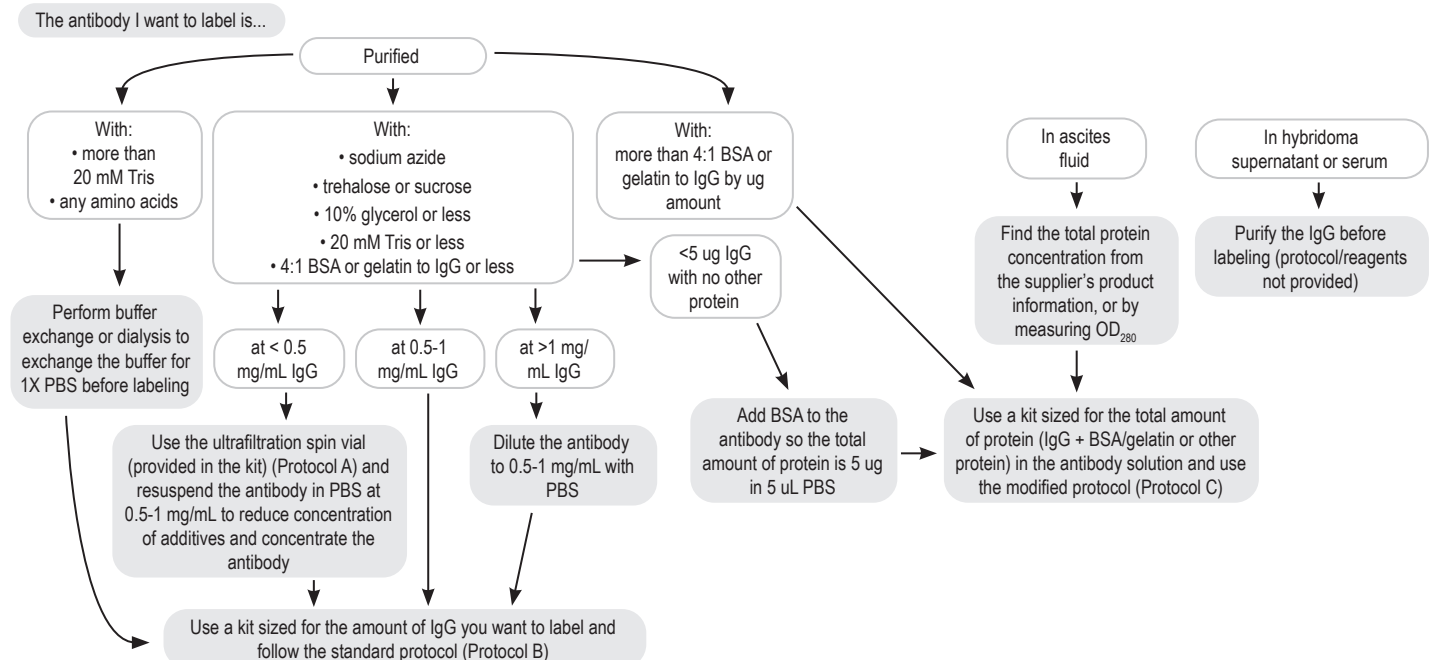 The antibody I want to label is...
Purified
With:
• more than
20 mM Tris
• any amino acids
Perform buffer
exchange or dialysis to
exchange the buffer for
1X PBS before labeling
With:
• sodium azide
• trehalose or sucrose
• 10% glycerol or less
• 20 mM Tris or less
• 4:1 BSA or gelatin to IgG or less
at < 0.5
mg/mL IgG
at 0.5-1
mg/mL IgG
at >1 mg/
mL IgG
Use the ultrafiltration spin vial
(provided in the kit) (Protocol A) and
resuspend the antibody in PBS at
0.5-1 mg/mL to reduce concentration
of additives and concentrate the
antibody
Dilute the antibody
to 0.5-1 mg/mL with
PBS
Use a kit sized for the amount of IgG you want to label and
follow the standard protocol (Protocol B)
<5 ug IgG
with no other
protein
Add BSA to the
antibody so the total
amount of protein is 5 ug
in 5 uL PBS
With:
more than 4:1 BSA or
gelatin to IgG by ug
amount
In ascites
fluid
Find the total protein
concentration from
the supplier’s product
information, or by
measuring OD280
Use a kit sized for the total amount
of protein (IgG + BSA/gelatin or other
protein) in the antibody solution and use
the modified protocol (Protocol C)
In hybridoma
supernatant or serum
Purify the IgG before
labeling (protocol/reagents
not provided)